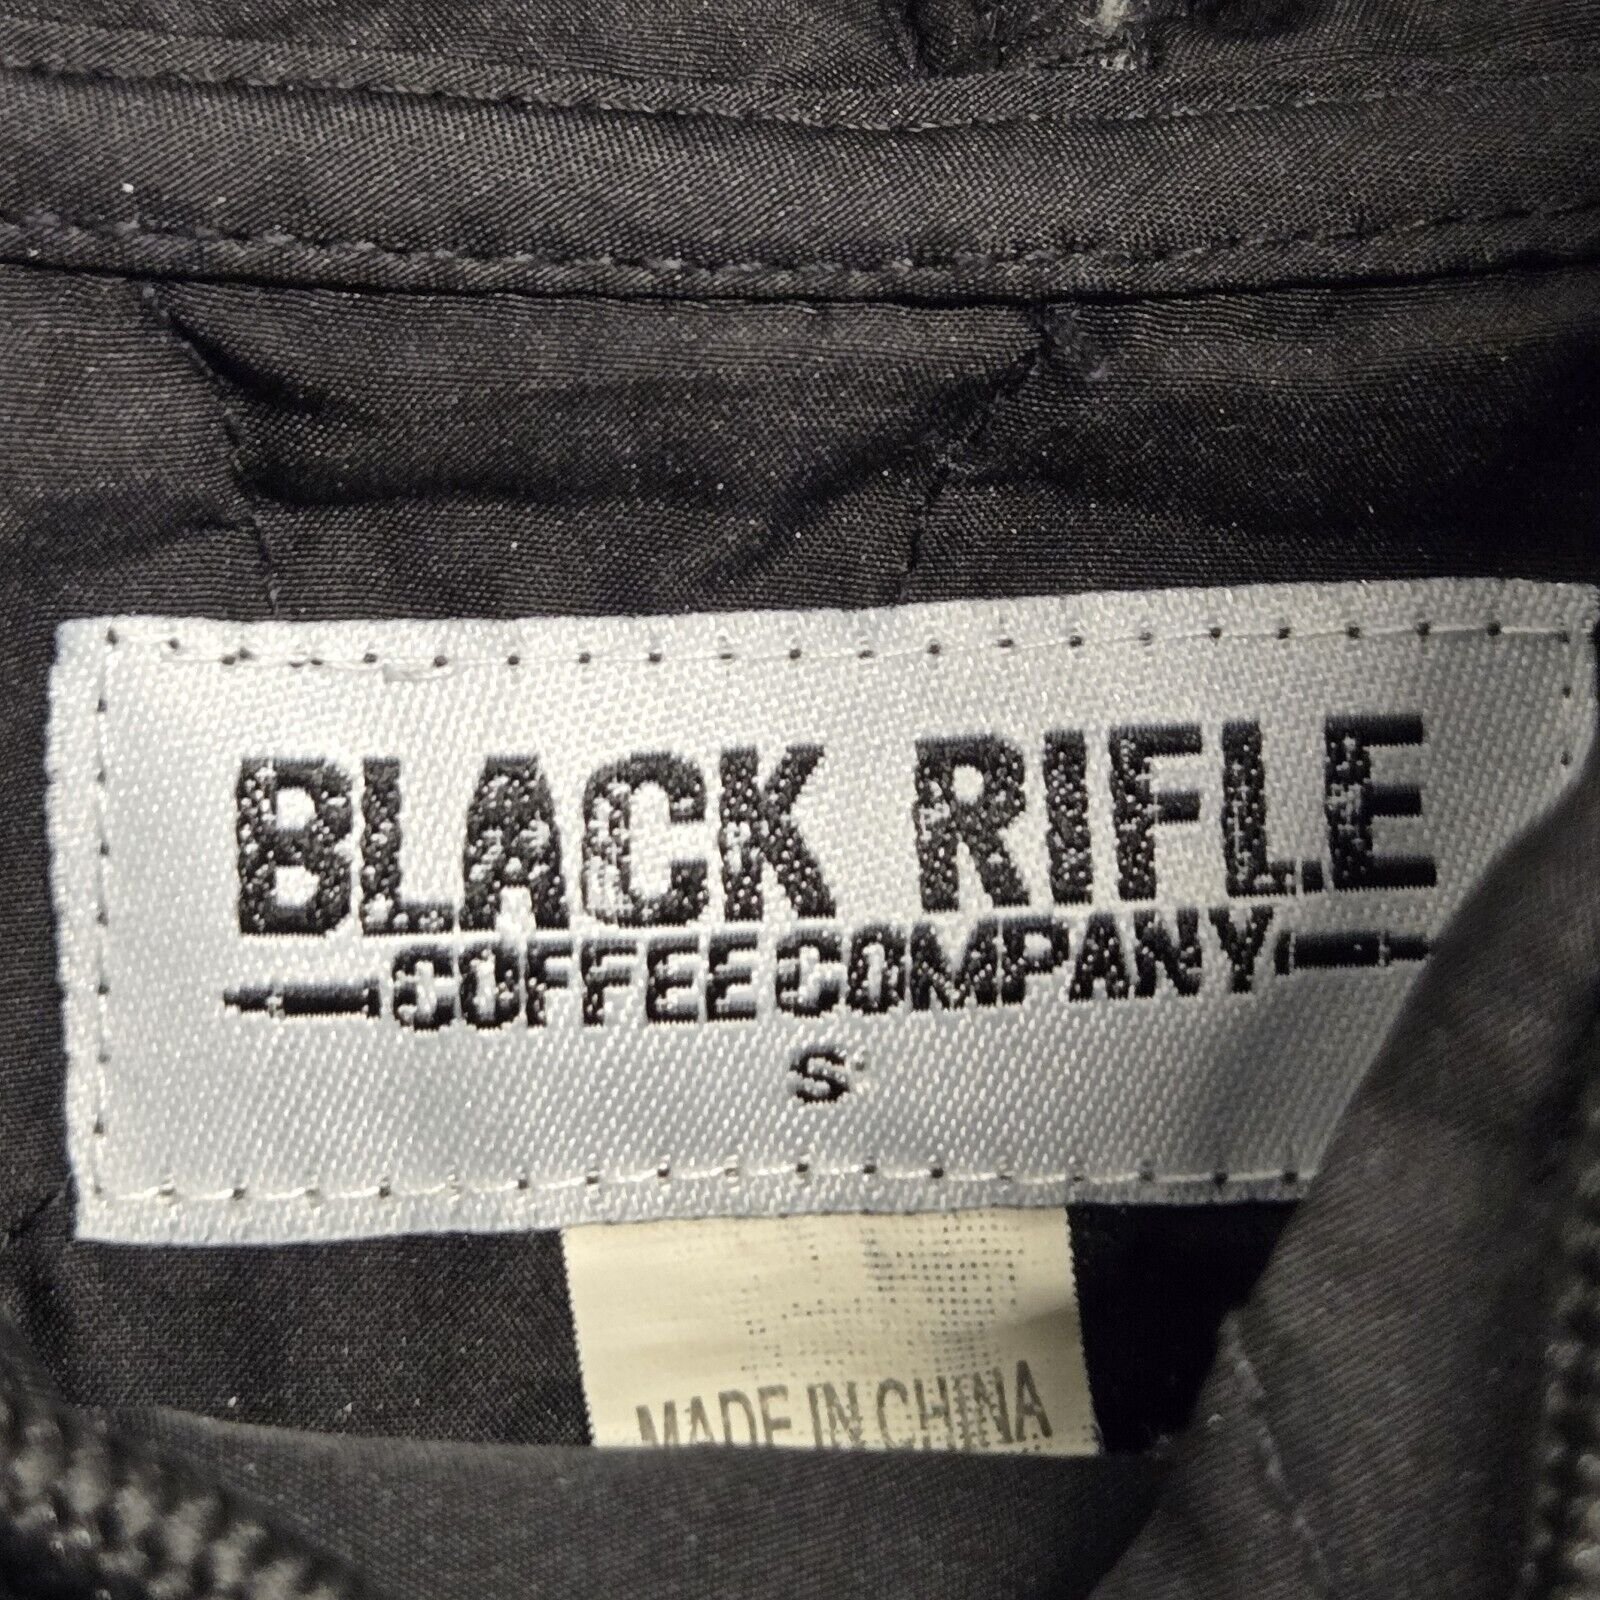 BLACK RIFLE
COFFEE COMPANY
S
MADE IN CHINA